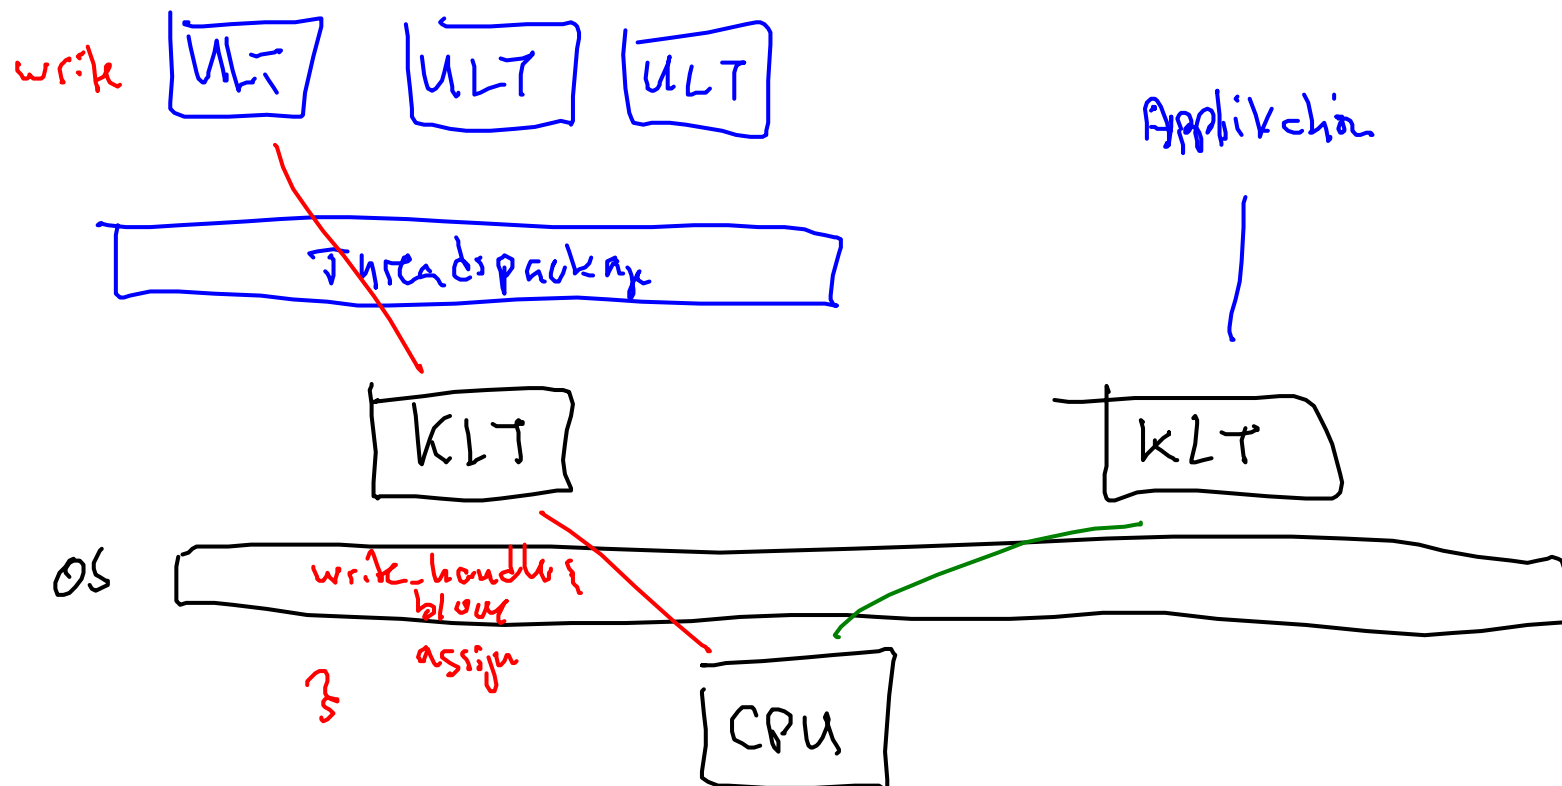 write
ULT
ULT
ULT
Applikation
Threadspackage
KLT
KLT
OS
write_handler {
block
assign
}
CPU